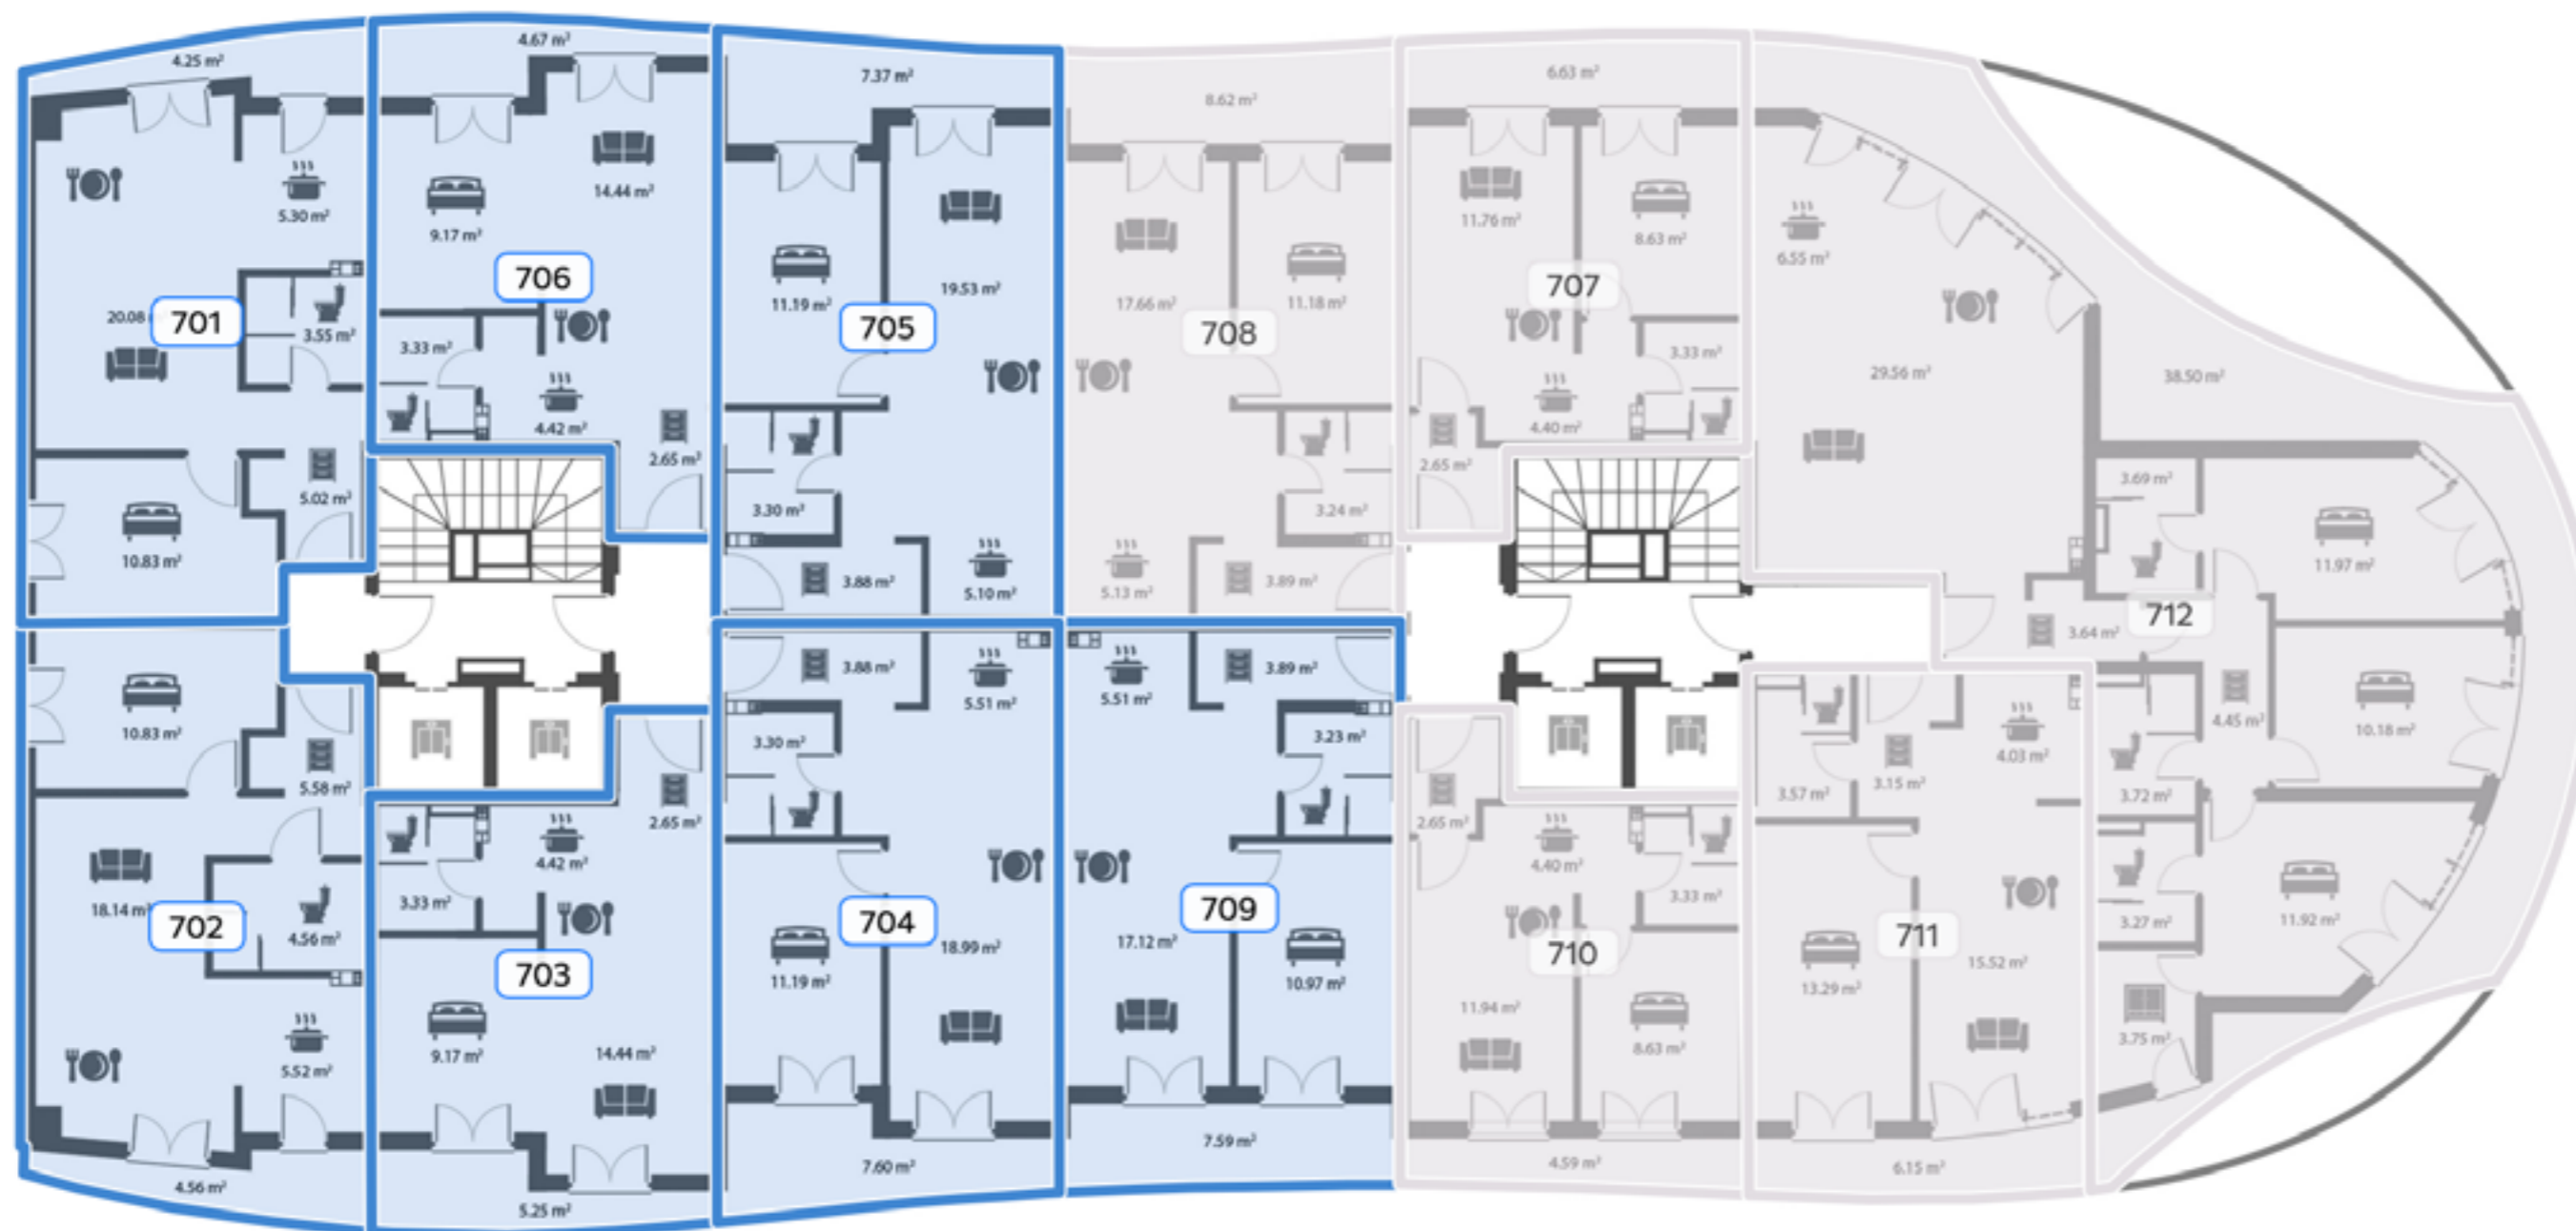 4.25 m²
5.30 m²
20.08
701
3.55 m²
5.02 m²
10.83 m²
4.67 m²
14.44 m²
9.17 m²
706
3.33 m²
4.42 m²
2.65 m²
7.37 m²
11.19 m²
19.53 m²
705
3.30 m²
3.88 m²
5.10 m²
8.62 m²
17.66 m²
11.18 m²
708
3.24 m²
5.13 m²
3.89 m²
6.63 m²
11.76 m²
8.63 m²
707
3.33 m²
4.40 m²
2.65 m²
6.55 m²
29.56 m²
38.50 m²
3.69 m²
11.97 m²
712
3.64 m²
4.45 m²
10.18 m²
3.72 m²
3.27 m²
11.92 m²
3.75 m²
10.83 m²
5.58 m²
18.14 m²
702
4.56 m²
5.52 m²
4.56 m²
2.65 m²
4.42 m²
3.33 m²
703
9.17 m²
14.44 m²
5.25 m²
3.88 m²
5.51 m²
3.30 m²
704
11.19 m²
18.99 m²
7.60 m²
5.51 m²
3.89 m²
3.23 m²
709
17.12 m²
10.97 m²
7.59 m²
2.65 m²
4.40 m²
3.33 m²
710
11.94 m²
8.63 m²
4.59 m²
3.57 m²
3.15 m²
4.03 m²
711
13.29 m²
15.52 m²
6.15 m²